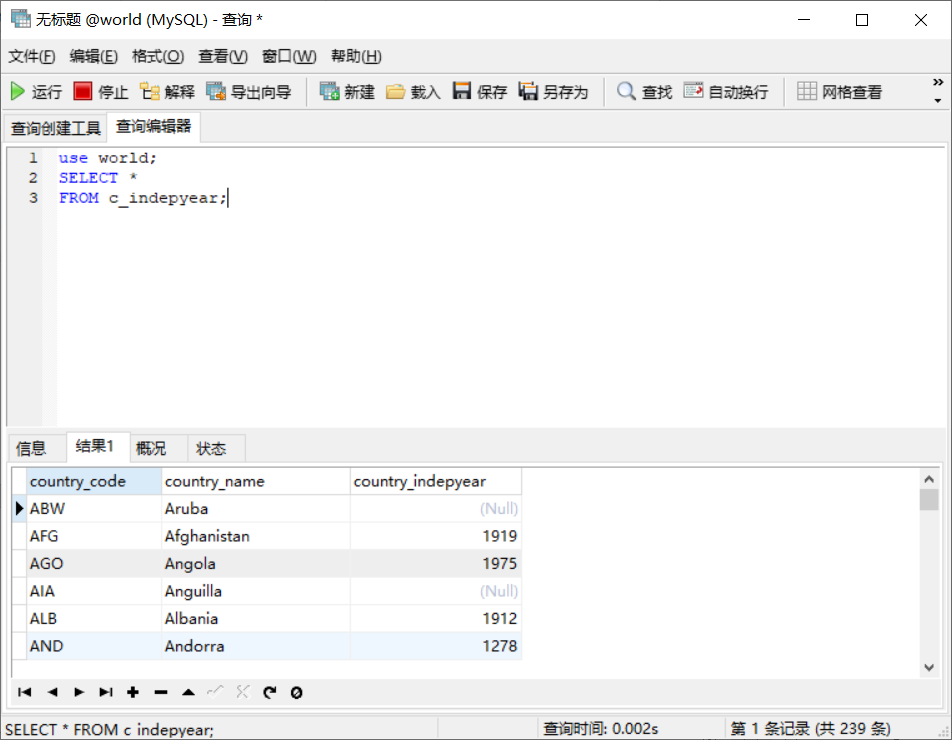 无标题 @world (MySQL) - 查询 *
文件(F) 编辑(E) 格式(O) 查看(V) 窗口(W) 帮助(H)
运行 停止 解释 导出向导 新建 载入 保存 另存为 查找 自动换行 网格查看 »
查询创建工具 查询编辑器
1 use world;
2 SELECT *
3 FROM c_indepyear;
信息 结果1 概况 状态
country_code country_name country_indepyear
ABW Aruba (Null)
AFG Afghanistan 1919
AGO Angola 1975
AIA Anguilla (Null)
ALB Albania 1912
AND Andorra 1278
SELECT * FROM c_indepyear; 查询时间: 0.002s 第 1 条记录 (共 239 条)